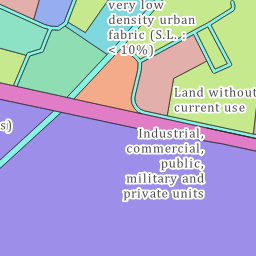 very low
density urban
fabric (S.L. :
< 10%)
Land without
current use
s)
Industrial,
commercial,
public,
military and
private units